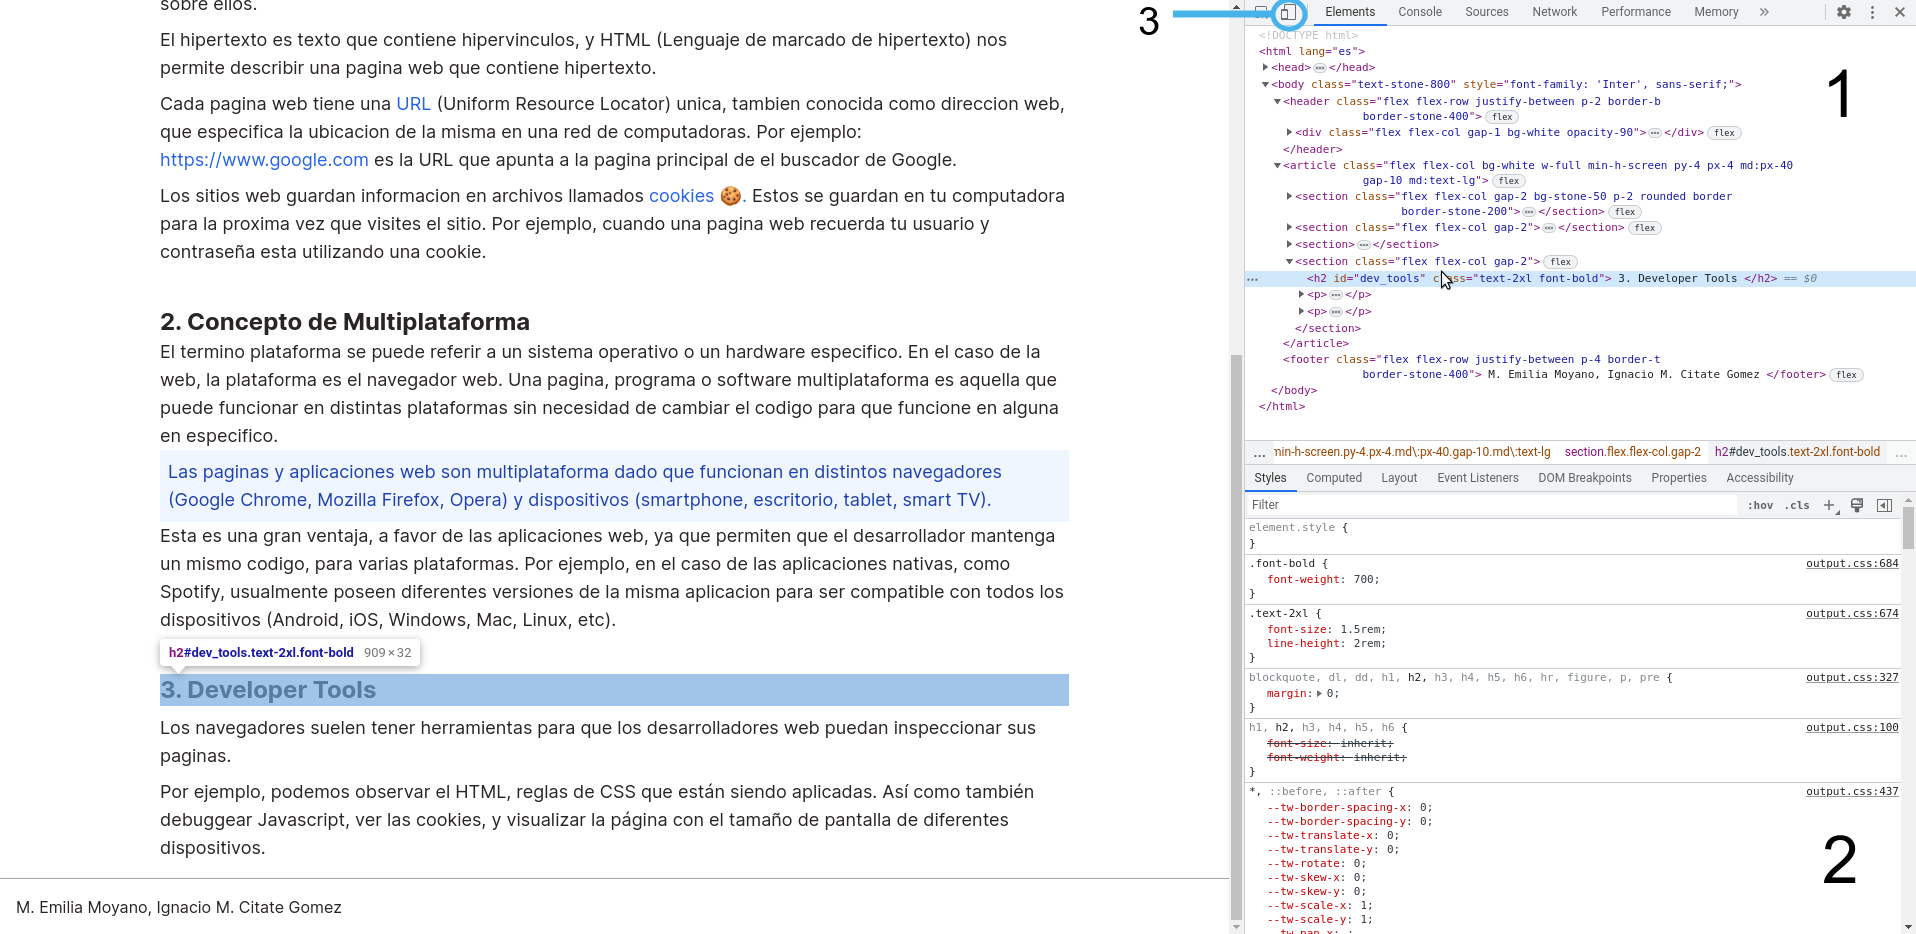 sobre ellos.
El hipertexto es texto que contiene hipervinculos, y HTML (Lenguaje de marcado de hipertexto) nos
permite describir una pagina web que contiene hipertexto.
Cada pagina web tiene una URL (Uniform Resource Locator) unica, tambien conocida como direccion web,
que especifica la ubicacion de la misma en una red de computadoras. Por ejemplo:
https://www.google.com es la URL que apunta a la pagina principal de el buscador de Google.
Los sitios web guardan informacion en archivos llamados cookies 🍪. Estos se guardan en tu computadora
para la proxima vez que visites el sitio. Por ejemplo, cuando una pagina web recuerda tu usuario y
contraseña esta utilizando una cookie.
2. Concepto de Multiplataforma
El termino plataforma se puede referir a un sistema operativo o un hardware especifico. En el caso de la
web, la plataforma es el navegador web. Una pagina, programa o software multiplataforma es aquella que
puede funcionar en distintas plataformas sin necesidad de cambiar el codigo para que funcione en alguna
en especifico.
Las paginas y aplicaciones web son multiplataforma dado que funcionan en distintos navegadores
(Google Chrome, Mozilla Firefox, Opera) y dispositivos (smartphone, escritorio, tablet, smart TV).
Esta es una gran ventaja, a favor de las aplicaciones web, ya que permiten que el desarrollador mantenga
un mismo codigo, para varias plataformas. Por ejemplo, en el caso de las aplicaciones nativas, como
Spotify, usualmente poseen diferentes versiones de la misma aplicacion para ser compatible con todos los
dispositivos (Android, iOS, Windows, Mac, Linux, etc).
h2#dev_tools.text-2xl.font-bold 909 × 32
3. Developer Tools
Los navegadores suelen tener herramientas para que los desarrolladores web puedan inspeccionar sus
paginas.
Por ejemplo, podemos observar el HTML, reglas de CSS que están siendo aplicadas. Así como también
debuggear Javascript, ver las cookies, y visualizar la página con el tamaño de pantalla de diferentes
dispositivos.
M. Emilia Moyano, Ignacio M. Citate Gomez
3
Elements Console Sources Network Performance Memory »
<!DOCTYPE html>
<html lang="es">
<head>⋯</head>
<body class="text-stone-800" style="font-family: 'Inter', sans-serif;">
<header class="flex flex-row justify-between p-2 border-b
border-stone-400"> flex
<div class="flex flex-col gap-1 bg-white opacity-90">⋯</div> flex
</header>
<article class="flex flex-col bg-white w-full min-h-screen py-4 px-4 md:px-40
gap-10 md:text-lg"> flex
<section class="flex flex-col gap-2 bg-stone-50 p-2 rounded border
border-stone-200">⋯</section> flex
<section class="flex flex-col gap-2">⋯</section> flex
<section>⋯</section>
<section class="flex flex-col gap-2"> flex
<h2 id="dev_tools" class="text-2xl font-bold"> 3. Developer Tools </h2> == $0
<p>⋯</p>
<p>⋯</p>
</section>
</article>
<footer class="flex flex-row justify-between p-4 border-t
border-stone-400"> M. Emilia Moyano, Ignacio M. Citate Gomez </footer> flex
</body>
</html>
1
… min-h-screen.py-4.px-4.md\:px-40.gap-10.md\:text-lg section.flex.flex-col.gap-2 h2#dev_tools.text-2xl.font-bold …
Styles Computed Layout Event Listeners DOM Breakpoints Properties Accessibility
Filter :hov .cls +
element.style {
}
.font-bold { output.css:684
font-weight: 700;
}
.text-2xl { output.css:674
font-size: 1.5rem;
line-height: 2rem;
}
blockquote, dl, dd, h1, h2, h3, h4, h5, h6, hr, figure, p, pre { output.css:327
margin: 0;
}
h1, h2, h3, h4, h5, h6 { output.css:100
font-size: inherit;
font-weight: inherit;
}
*, ::before, ::after { output.css:437
--tw-border-spacing-x: 0;
--tw-border-spacing-y: 0;
--tw-translate-x: 0;
--tw-translate-y: 0;
--tw-rotate: 0;
--tw-skew-x: 0;
--tw-skew-y: 0;
--tw-scale-x: 1;
--tw-scale-y: 1;
--tw-pan-x: ;
2